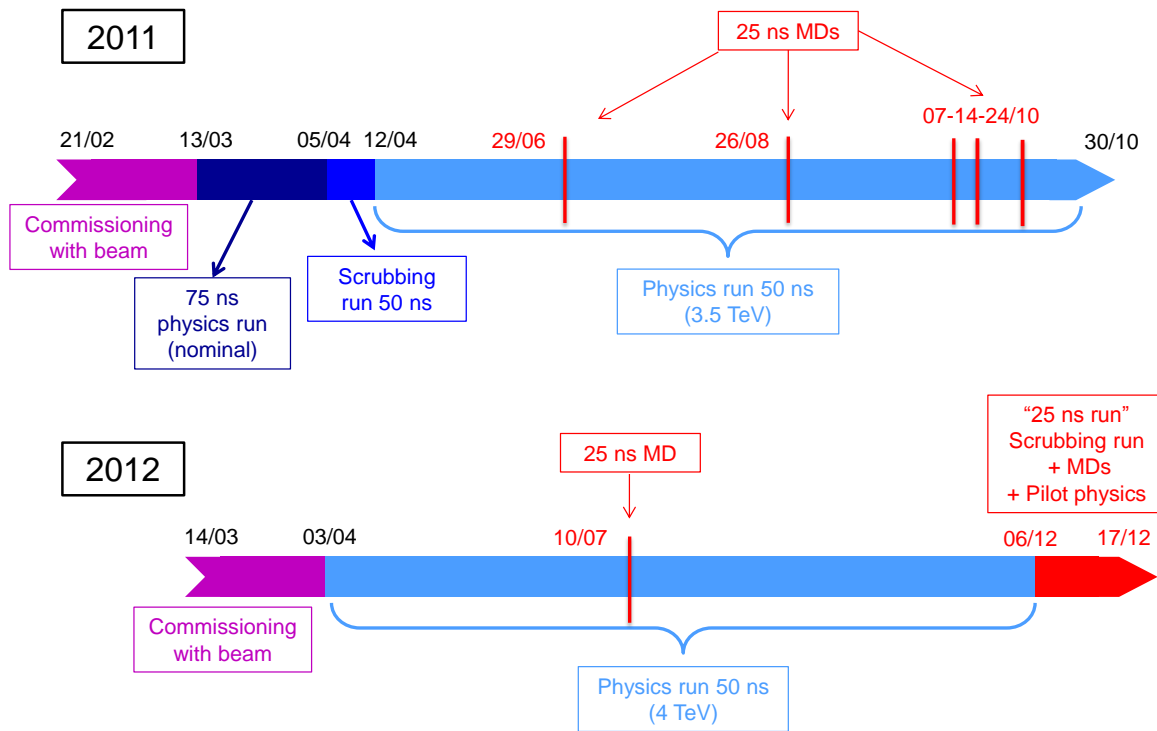 2011
25 ns MDs
21/02
13/03
05/04
12/04
29/06
26/08
07-14-24/10
30/10
Commissioning
with beam
75 ns
physics run
(nominal)
Scrubbing
run 50 ns
Physics run 50 ns
(3.5 TeV)
2012
25 ns MD
“25 ns run”
Scrubbing run
+ MDs
+ Pilot physics
14/03
03/04
10/07
06/12
17/12
Commissioning
with beam
Physics run 50 ns
(4 TeV)